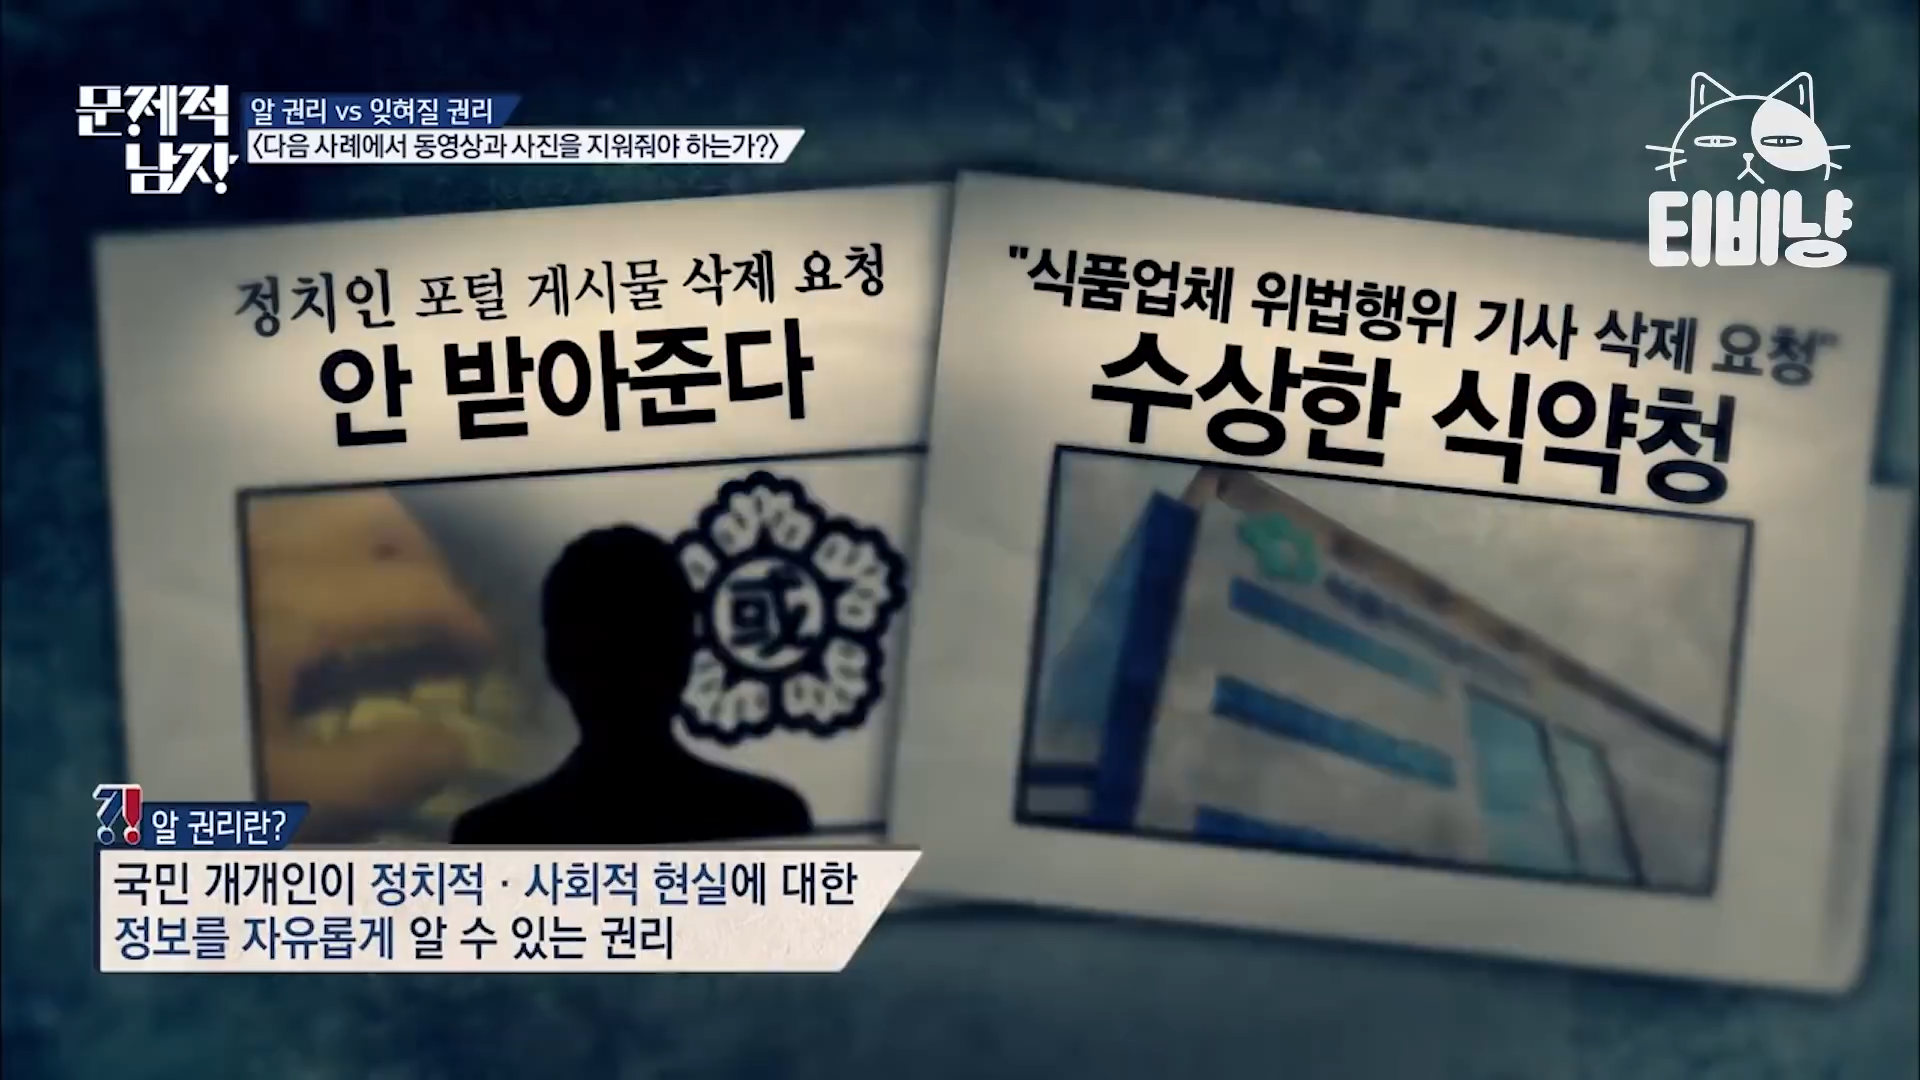 문제적
남자
알 권리 vs 잊혀질 권리
<다음 사례에서 동영상과 사진을 지워줘야 하는가?>
티비냥
정치인 포털 게시물 삭제 요청
안 받아준다
"식품업체 위법행위 기사 삭제 요청"
수상한 식약청
알 권리란?
국민 개개인이 정치적 · 사회적 현실에 대한
정보를 자유롭게 알 수 있는 권리